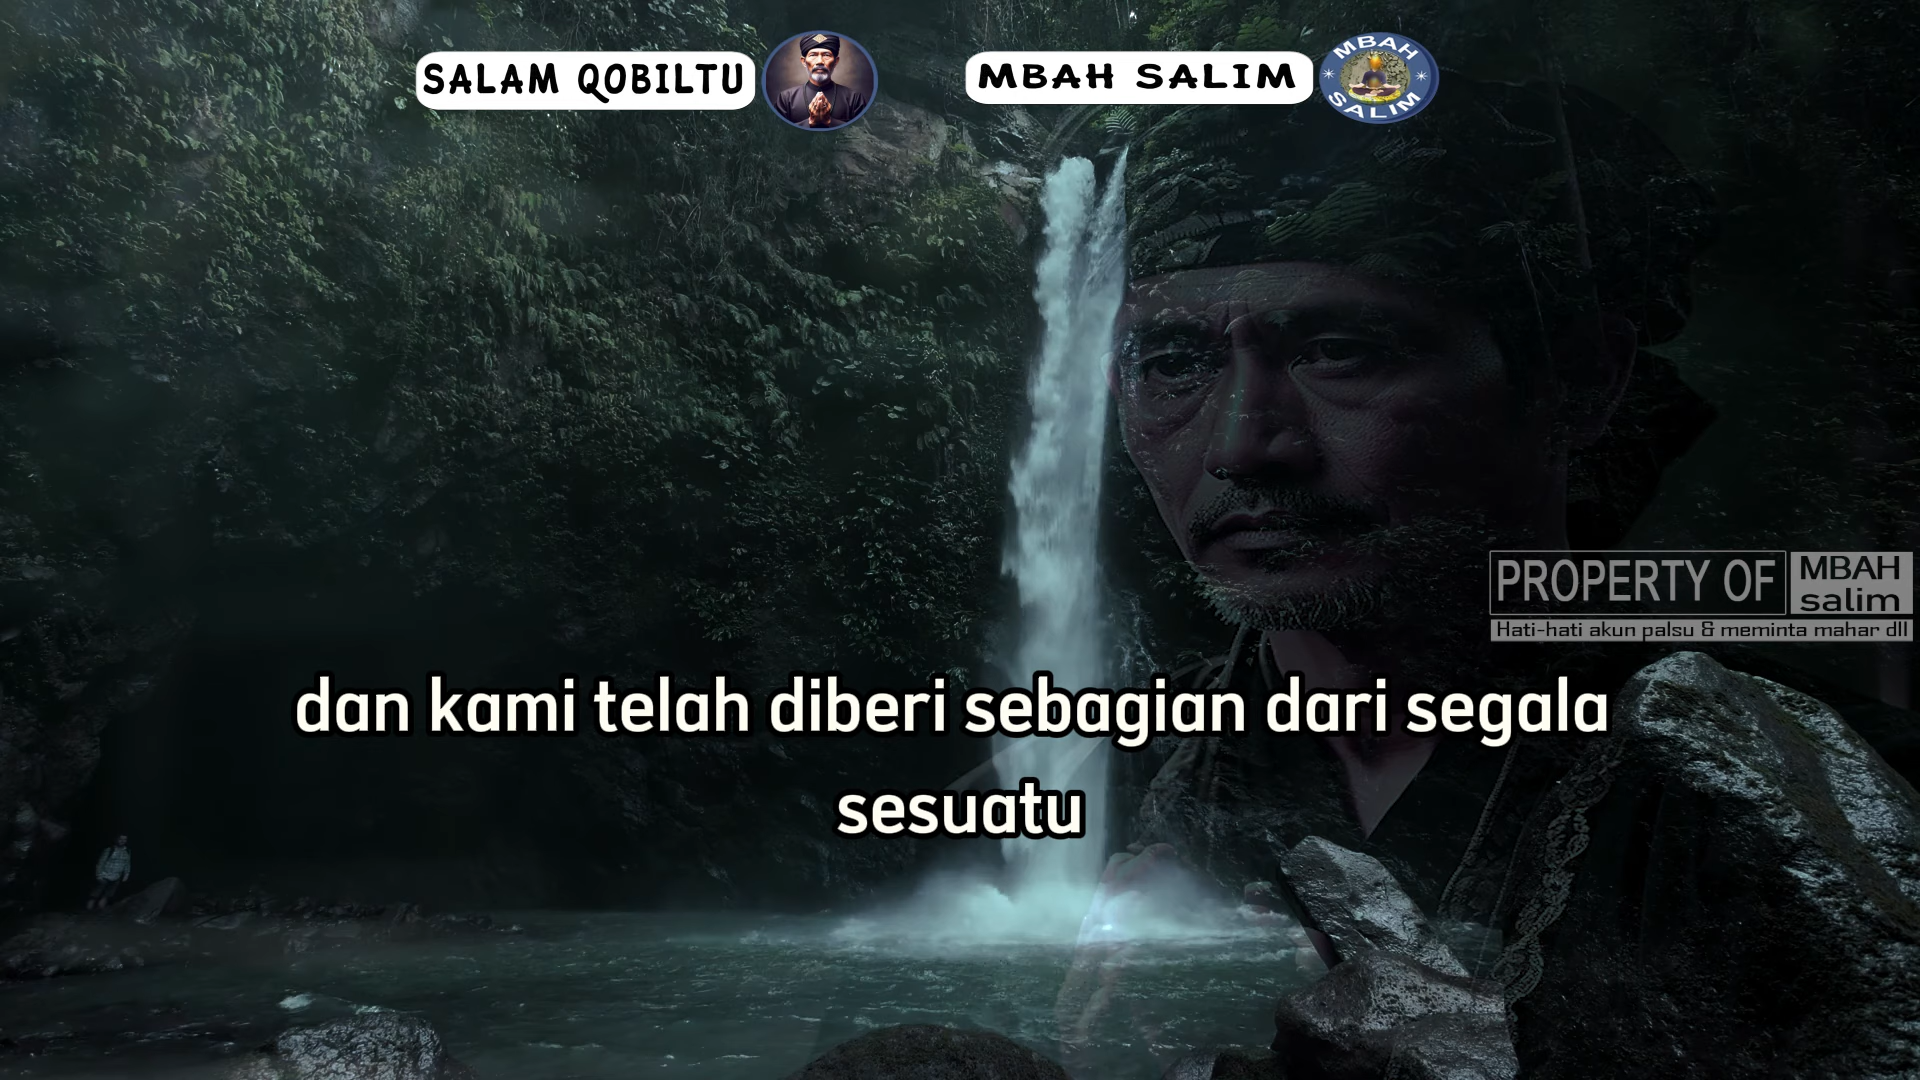 SALAM QOBILTU
MBAH SALIM
MBAH
SALIM
PROPERTY OF
MBAH
salim
Hati-hati akun palsu & meminta mahar dll
dan kami telah diberi sebagian dari segala
sesuatu